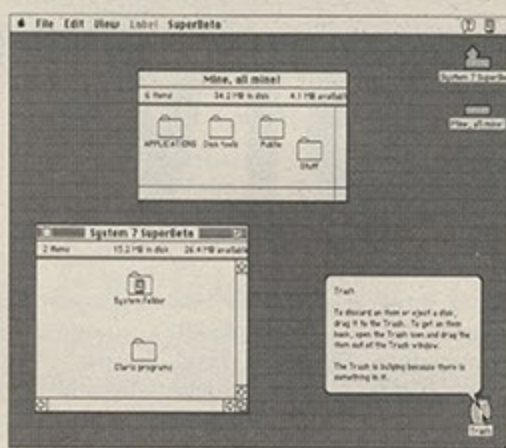 File Edit View Label SuperBeta
System 7 SuperBe
Mine, all mine!
6 items 34.2 MB in disk 4.1 MB available
Mine, all mine!
APPLICATIONS Disk tools Public
Stuff
System 7 SuperBeta
2 items 13.2 MB in disk 26.4 MB available
System Folder
Claris programs
Trash
To discard an item or eject a disk,
drag it to the Trash. To get an item
back, open the Trash icon and drag the
item out of the Trash window.
The Trash is bulging because there is
something in it.
Trash